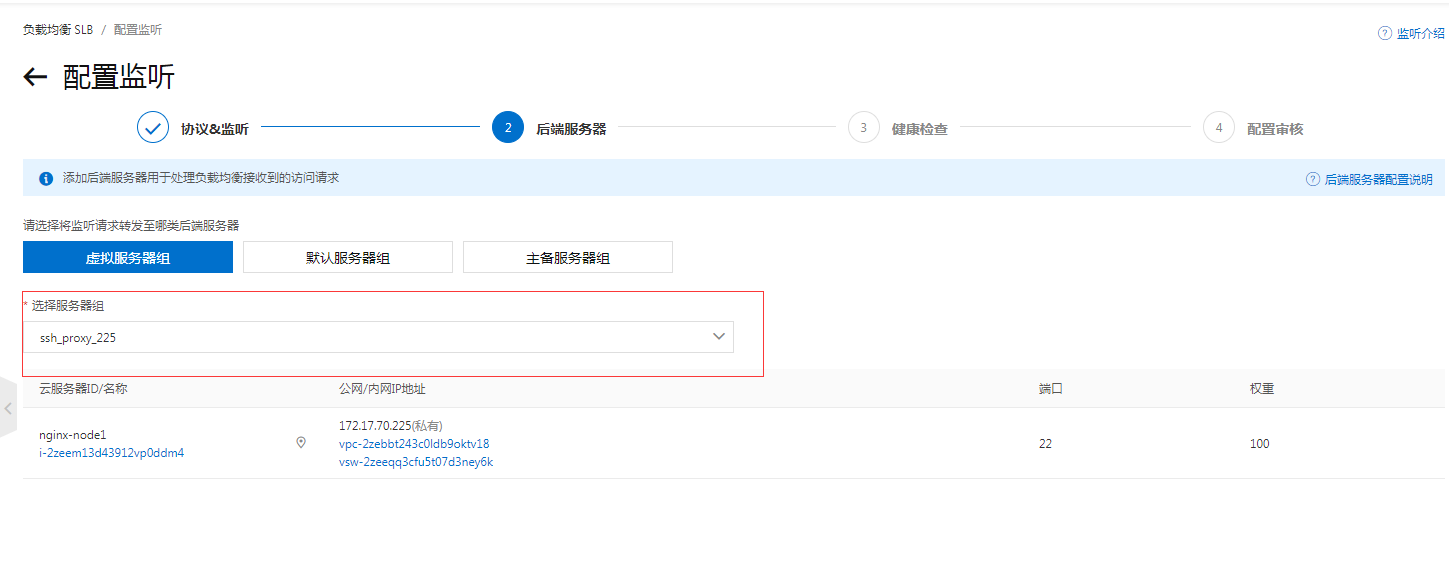 负载均衡 SLB / 配置监听
监听介绍
配置监听
协议&监听
2 后端服务器
3 健康检查
4 配置审核
添加后端服务器用于处理负载均衡接收到的访问请求
后端服务器配置说明
请选择将监听请求转发至哪类后端服务器
虚拟服务器组
默认服务器组
主备服务器组
* 选择服务器组
ssh_proxy_225
云服务器ID/名称 公网/内网IP地址 端口 权重
nginx-node1
i-2zeem13d43912vp0ddm4
172.17.70.225(私有)
vpc-2zebbt243c0ldb9oktv18
vsw-2zeeqq3cfu5t07d3ney6k
22
100